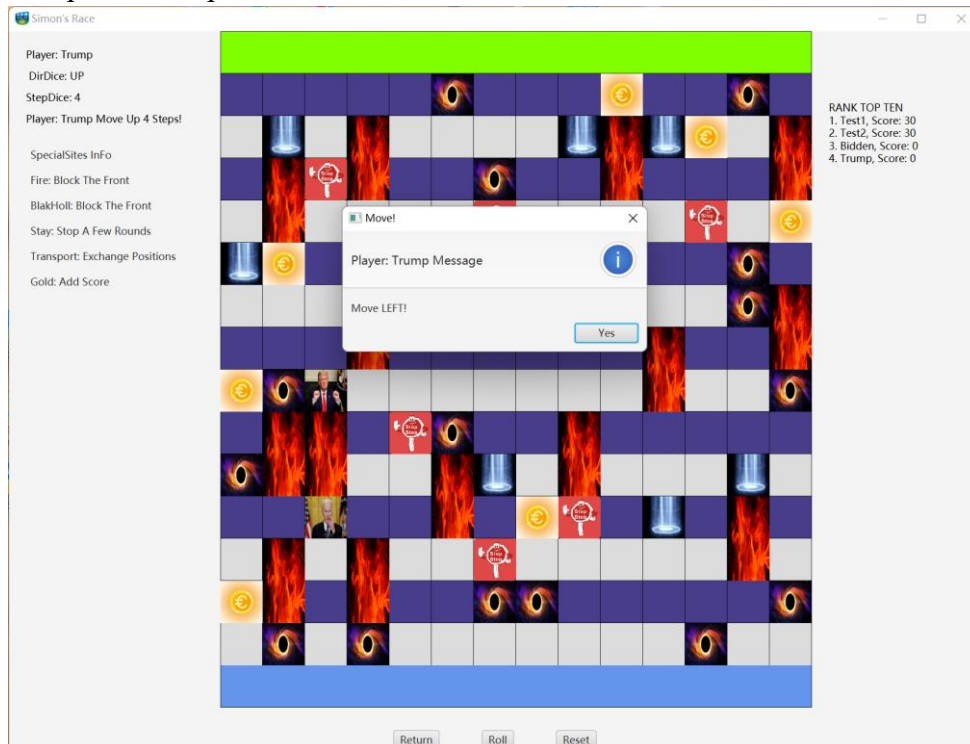 Simon's Race
Player: Trump
DirDice: UP
StepDice: 4
Player: Trump Move Up 4 Steps!
SpecialSites InFo
Fire: Block The Front
BlakHoll: Block The Front
Stay: Stop A Few Rounds
Transport: Exchange Positions
Gold: Add Score
Move!
Player: Trump Message
Move LEFT!
Yes
RANK TOP TEN
1. Test1, Score: 30
2. Test2, Score: 30
3. Bidden, Score: 0
4. Trump, Score: 0
Return Roll Reset